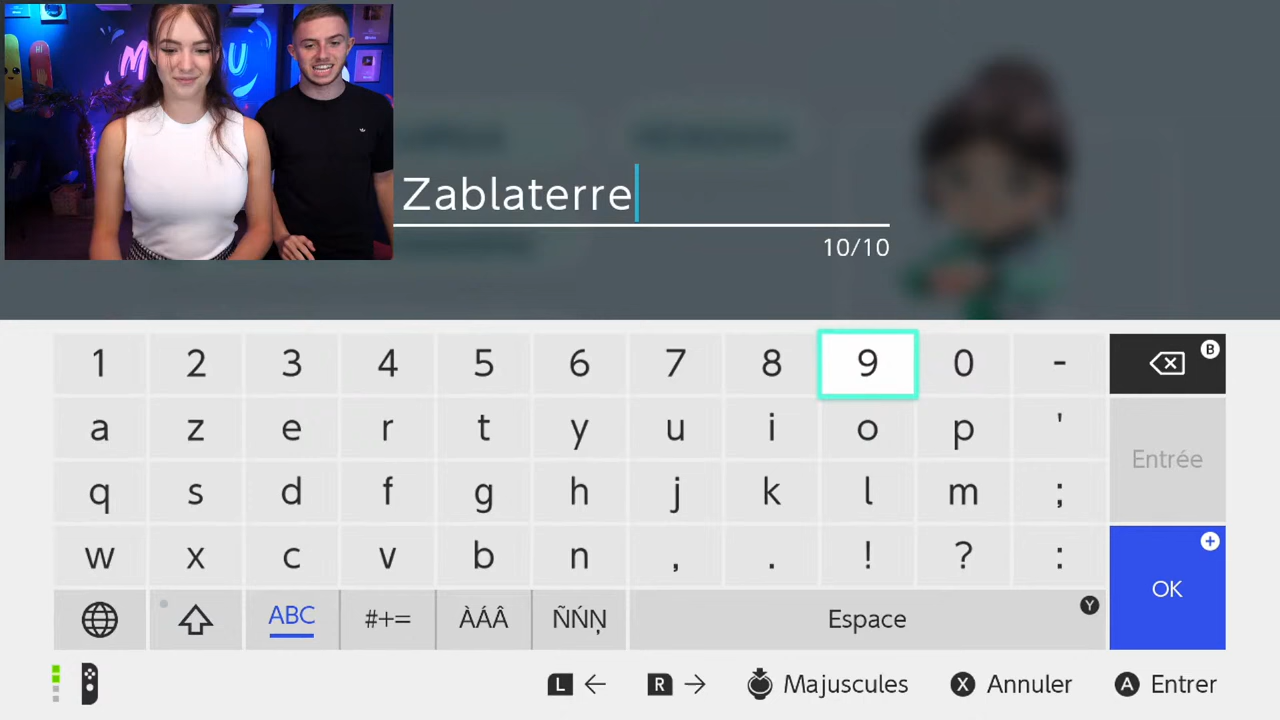 Zablaterre
10/10
1 2 3 4 5 6 7 8 9 0 - B
a z e r t y u i o p '
Entrée
q s d f g h j k l m ;
w x c v b n , . ! ? : +
OK
ABC #+= ÀÁÂ ÑŃŅ Espace Y
L ← R → Majuscules X Annuler A Entrer